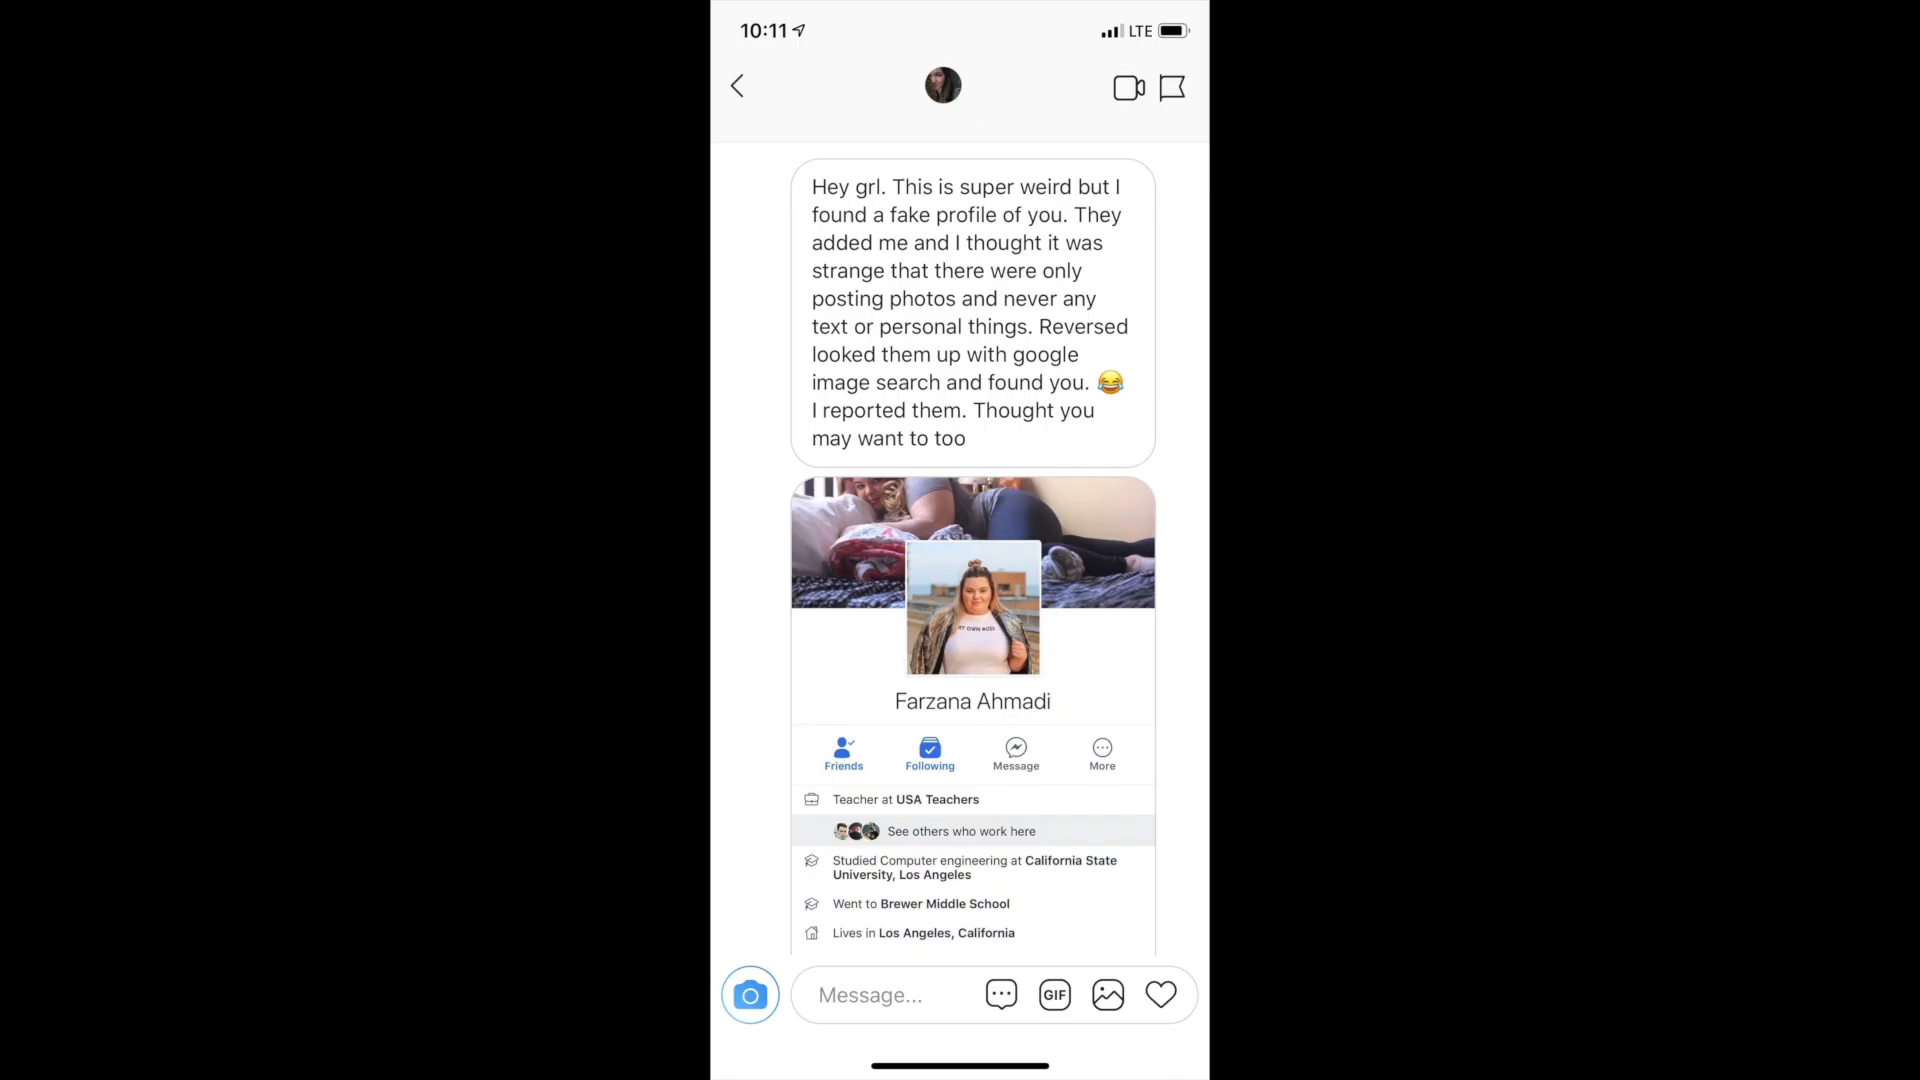 10:11
LTE
Hey grl. This is super weird but I
found a fake profile of you. They
added me and I thought it was
strange that there were only
posting photos and never any
text or personal things. Reversed
looked them up with google
image search and found you. 😂
I reported them. Thought you
may want to too
MY OWN BOSS
Farzana Ahmadi
Friends
Following
Message
More
Teacher at USA Teachers
See others who work here
Studied Computer engineering at California State
University, Los Angeles
Went to Brewer Middle School
Lives in Los Angeles, California
Message...
GIF